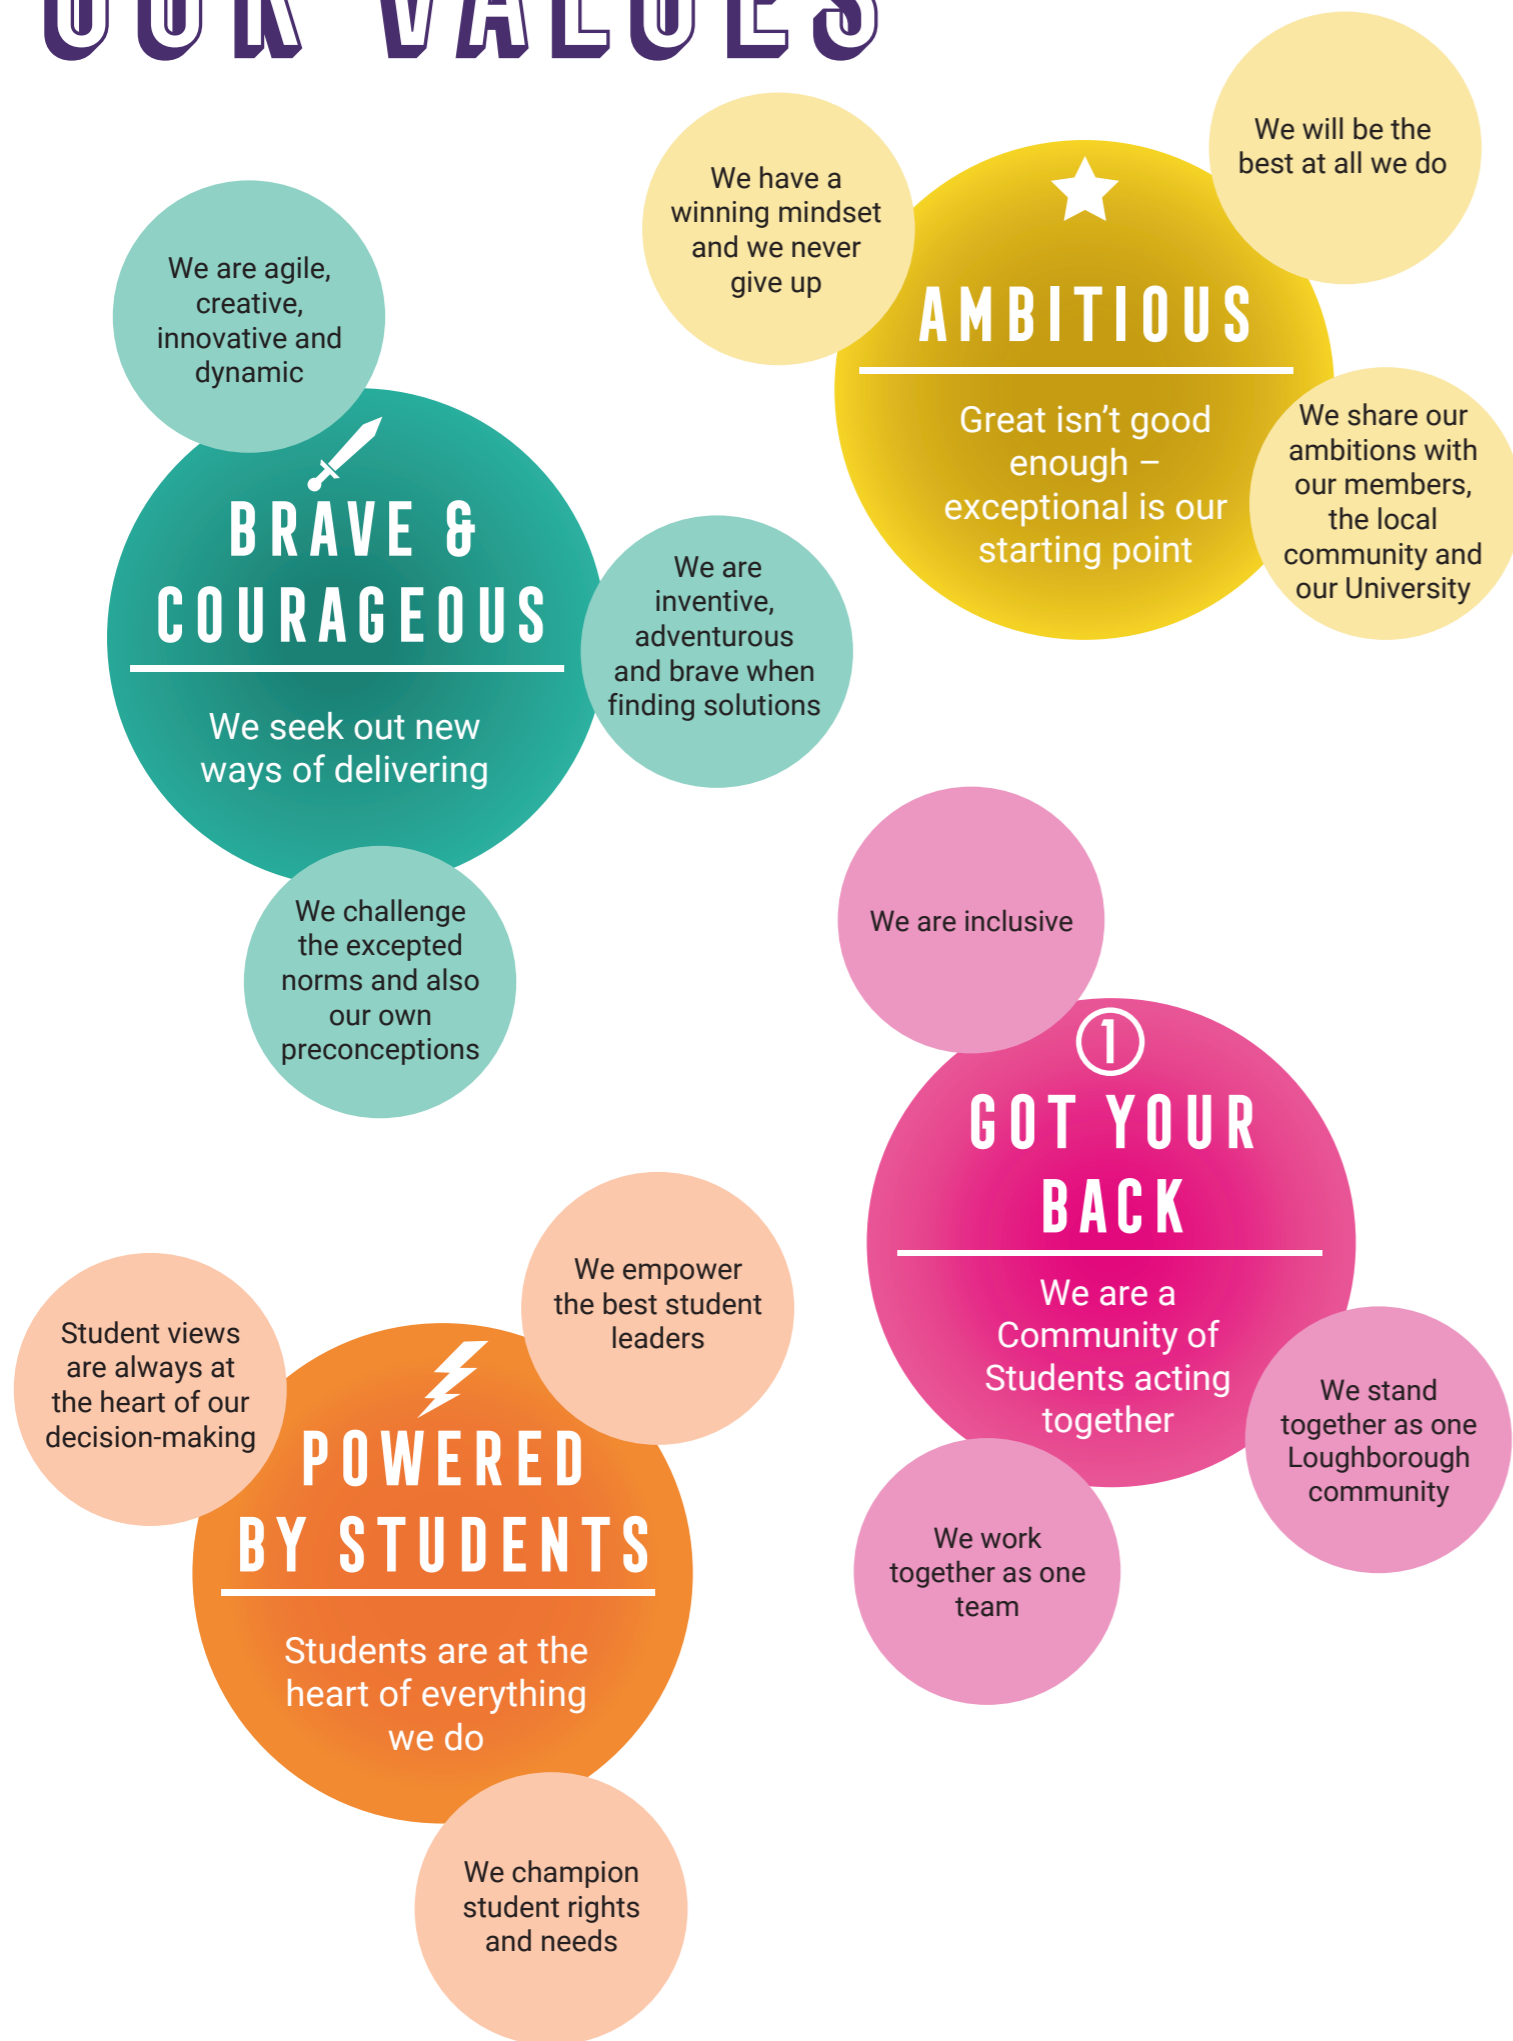 OUR VALUES
We are agile,
creative,
innovative and
dynamic
BRAVE &
COURAGEOUS
We seek out new
ways of delivering
We are
inventive,
adventurous
and brave when
finding solutions
We challenge
the excepted
norms and also
our own
preconceptions
We have a
winning mindset
and we never
give up
We will be the
best at all we do
AMBITIOUS
Great isn’t good
enough –
exceptional is our
starting point
We share our
ambitions with
our members,
the local
community and
our University
We are inclusive
1
GOT YOUR
BACK
We are a
Community of
Students acting
together
We stand
together as one
Loughborough
community
We work
together as one
team
Student views
are always at
the heart of our
decision-making
We empower
the best student
leaders
POWERED
BY STUDENTS
Students are at the
heart of everything
we do
We champion
student rights
and needs